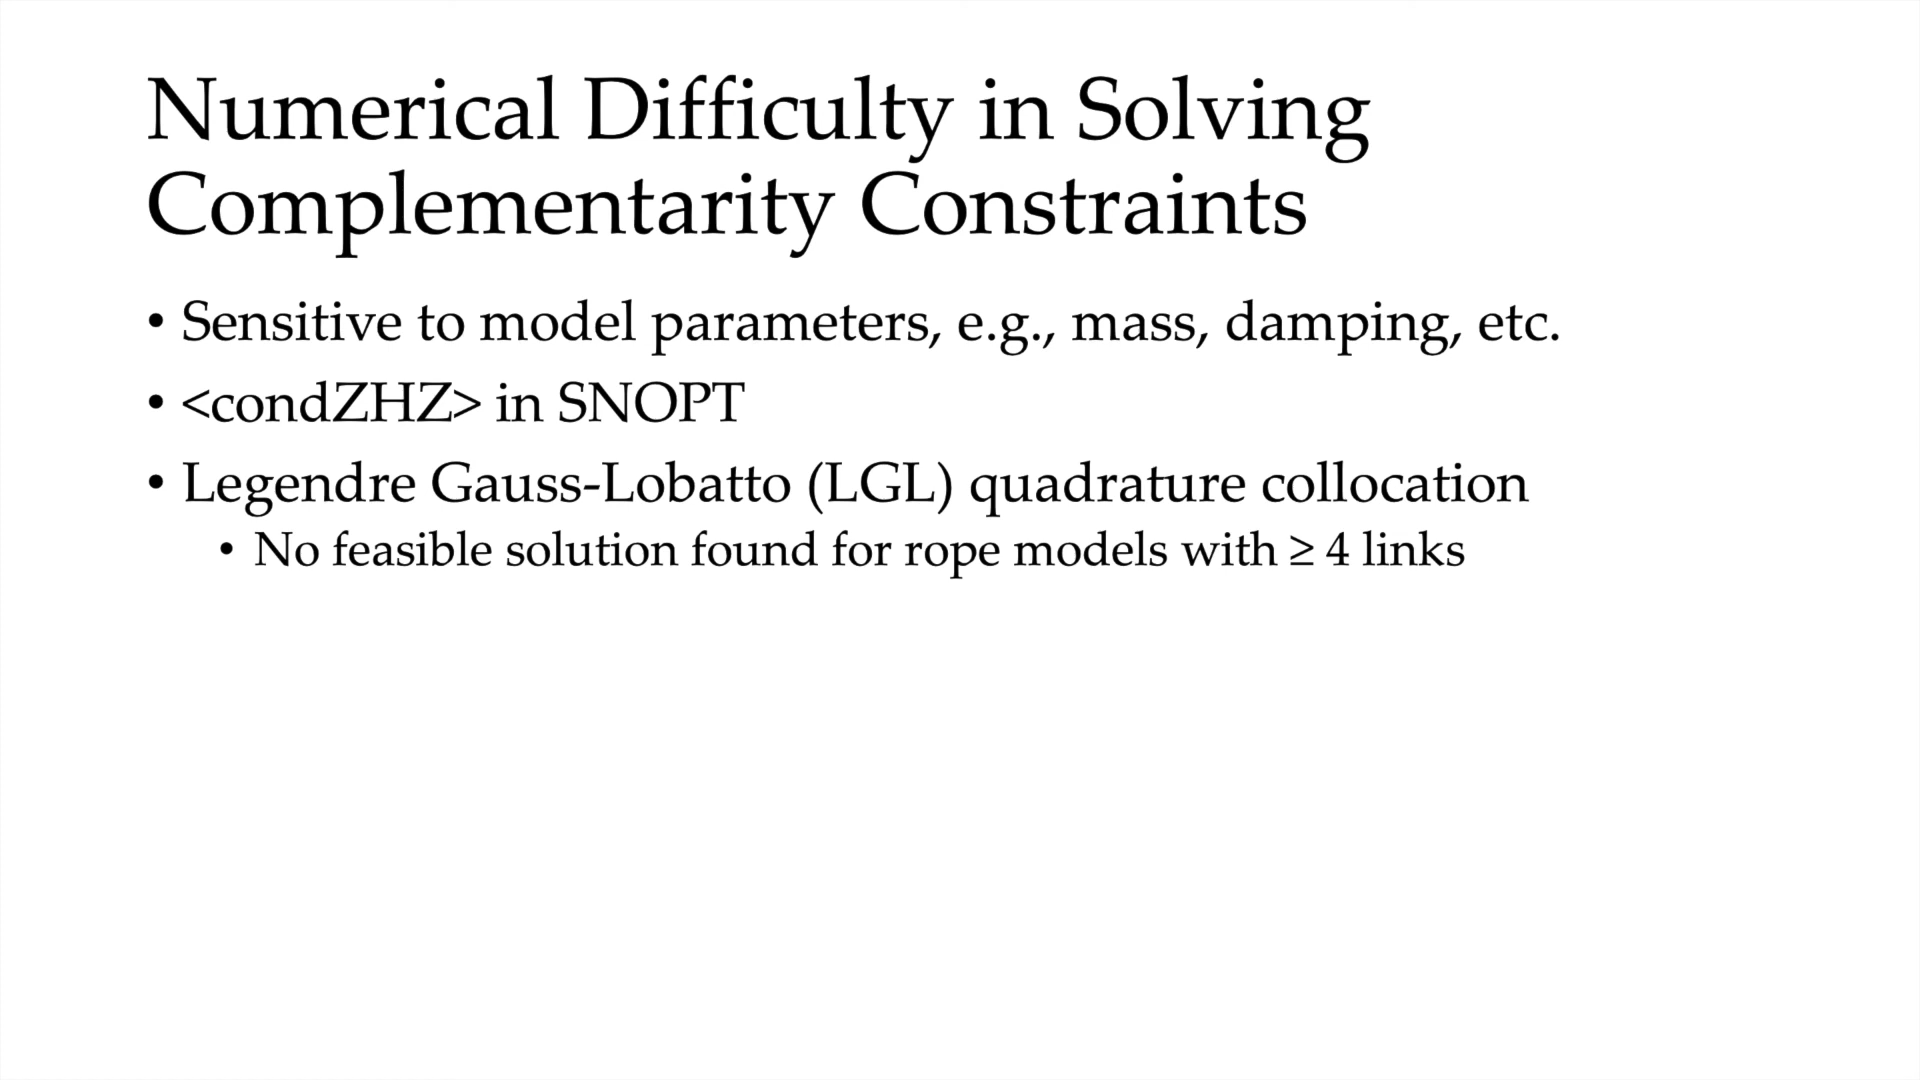 Numerical Difficulty in Solving
Complementarity Constraints
• Sensitive to model parameters, e.g., mass, damping, etc.
• <condZHZ> in SNOPT
• Legendre Gauss-Lobatto (LGL) quadrature collocation
• No feasible solution found for rope models with ≥ 4 links